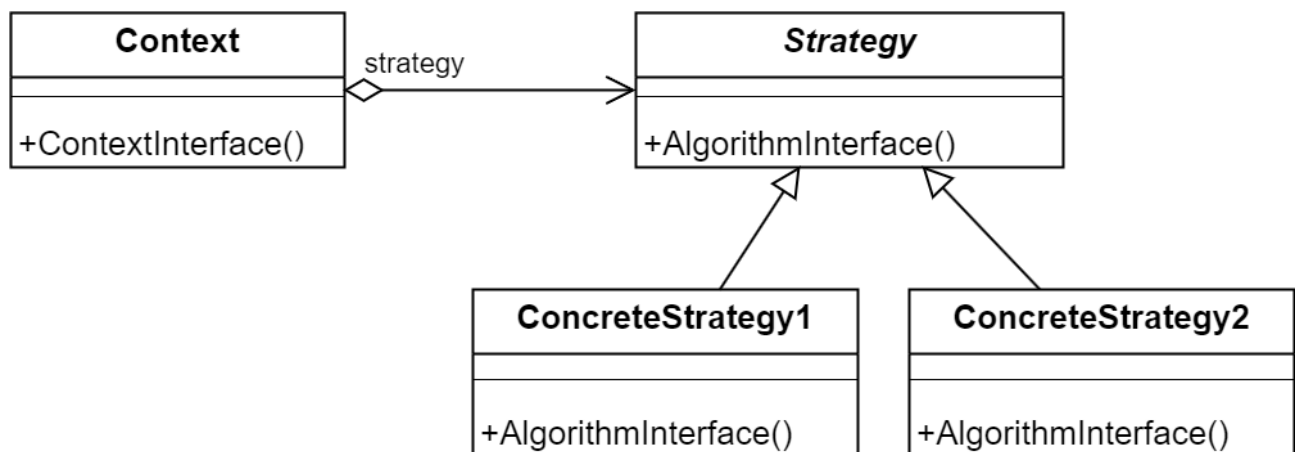 Context
strategy
Strategy
+ContextInterface()
+AlgorithmInterface()
ConcreteStrategy1
ConcreteStrategy2
+AlgorithmInterface()
+AlgorithmInterface()